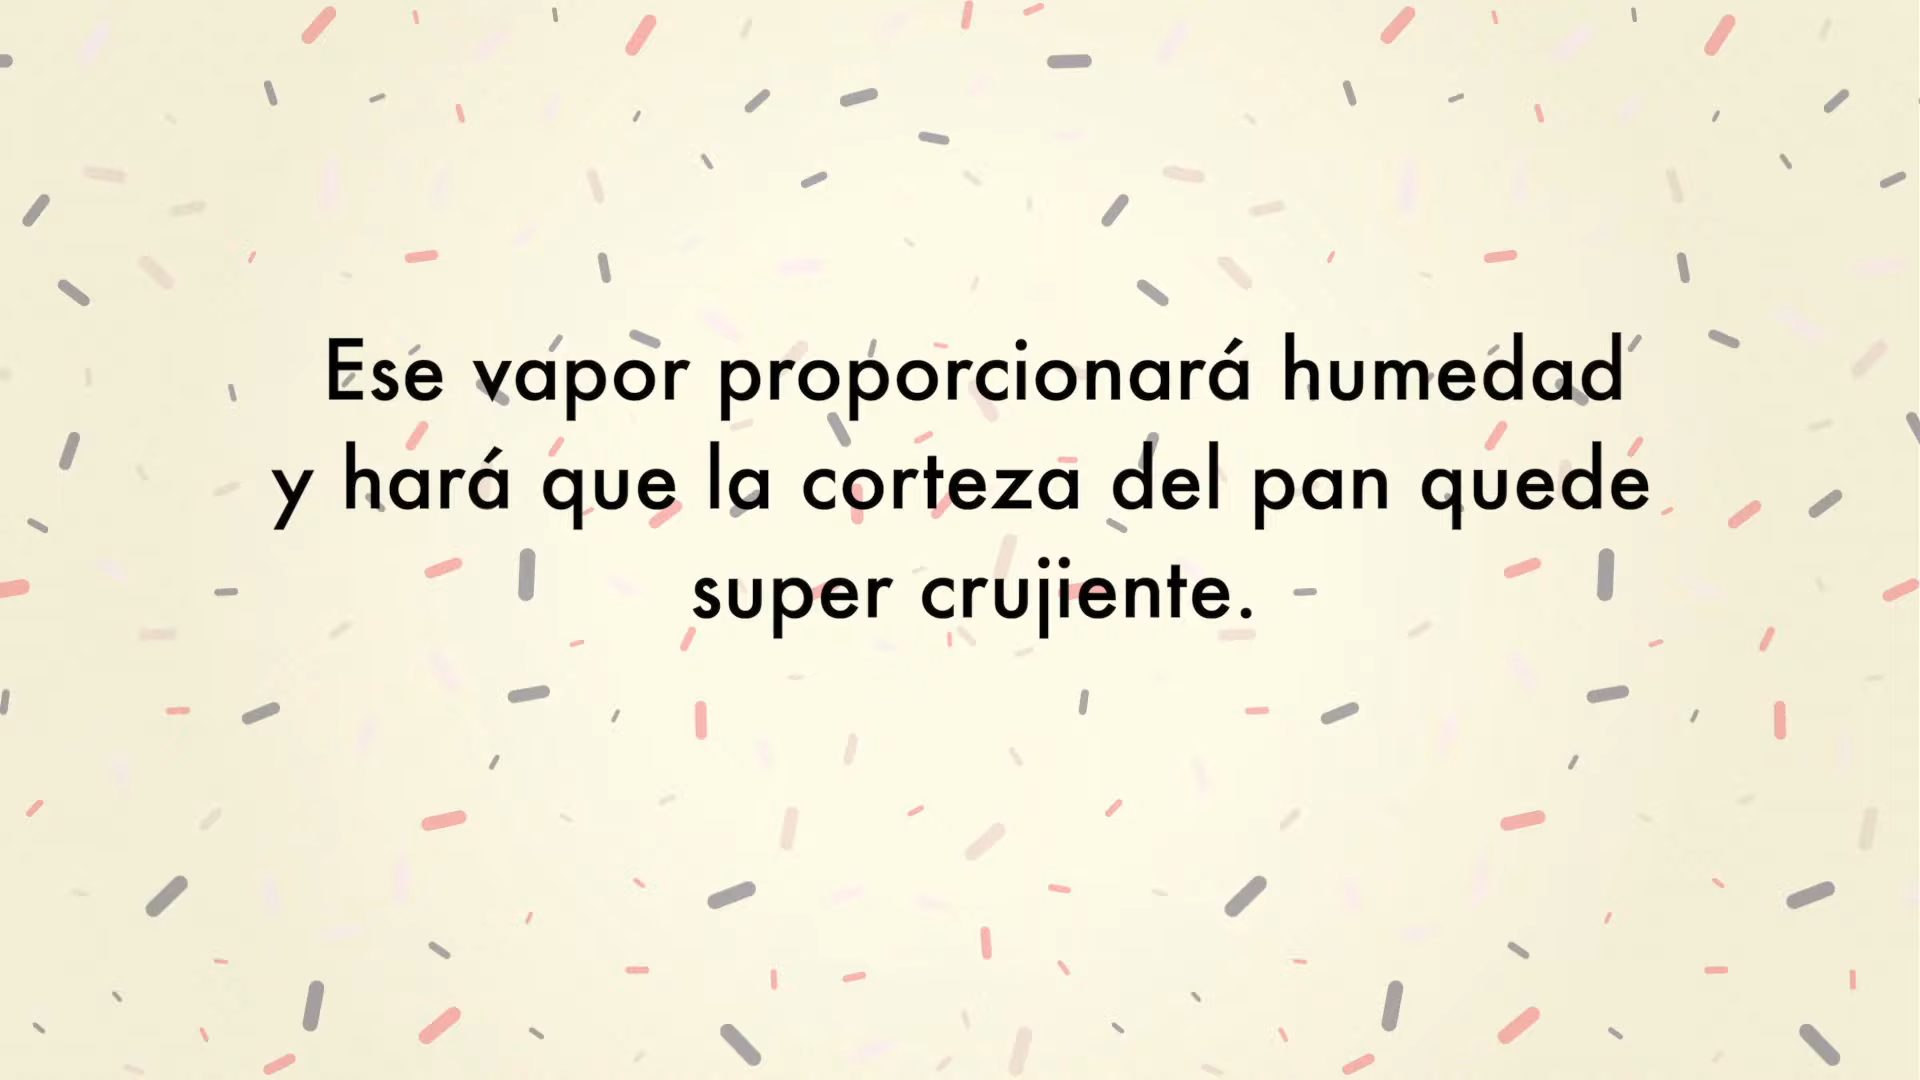 Ese vapor proporcionará humedad
y hará que la corteza del pan quede
super crujiente.